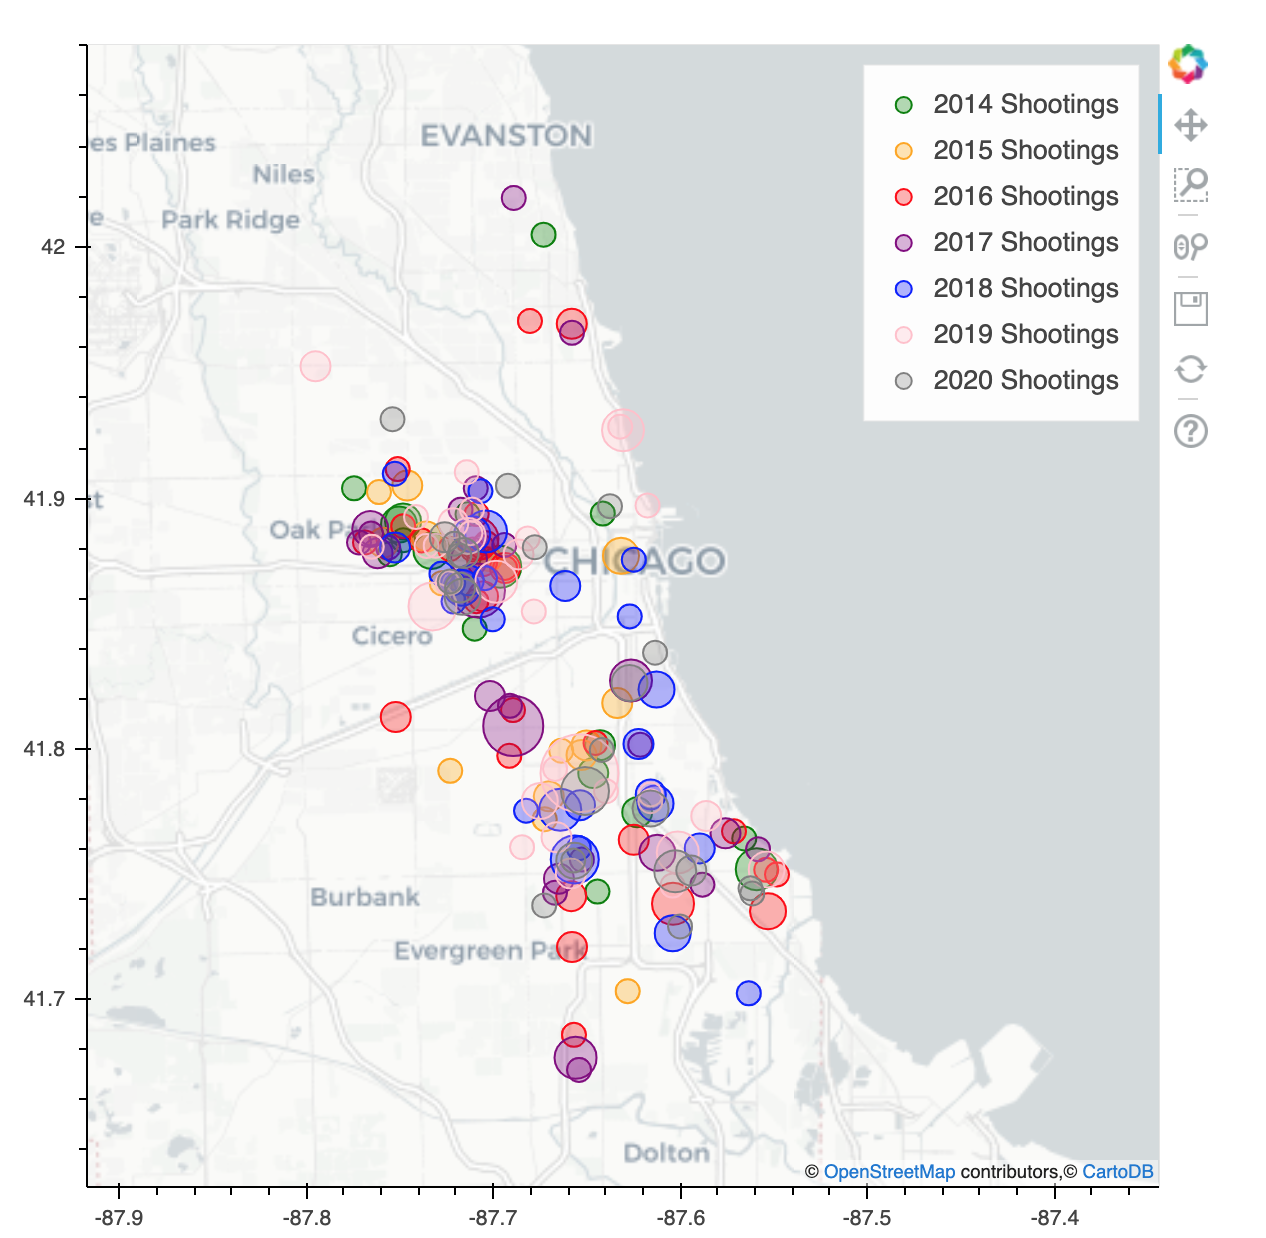 EVANSTON
es Plaines
Niles
Park Ridge
e
42
2014 Shootings
2015 Shootings
2016 Shootings
2017 Shootings
2018 Shootings
2019 Shootings
2020 Shootings
41.9
st
Oak Pa
CHICAGO
Cicero
41.8
Burbank
Evergreen Park
41.7
Dolton
© OpenStreetMap contributors,© CartoDB
-87.9 -87.8 -87.7 -87.6 -87.5 -87.4